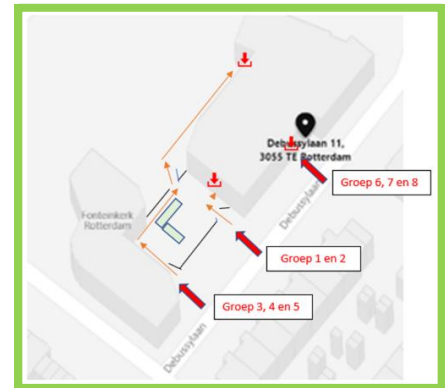 Debussylaan 11,
3055 TE Rotterdam
Groep 6, 7 en 8
Fonteinkerk
Rotterdam
Debussylaan
Groep 1 en 2
Groep 3, 4 en 5
Debussylaan